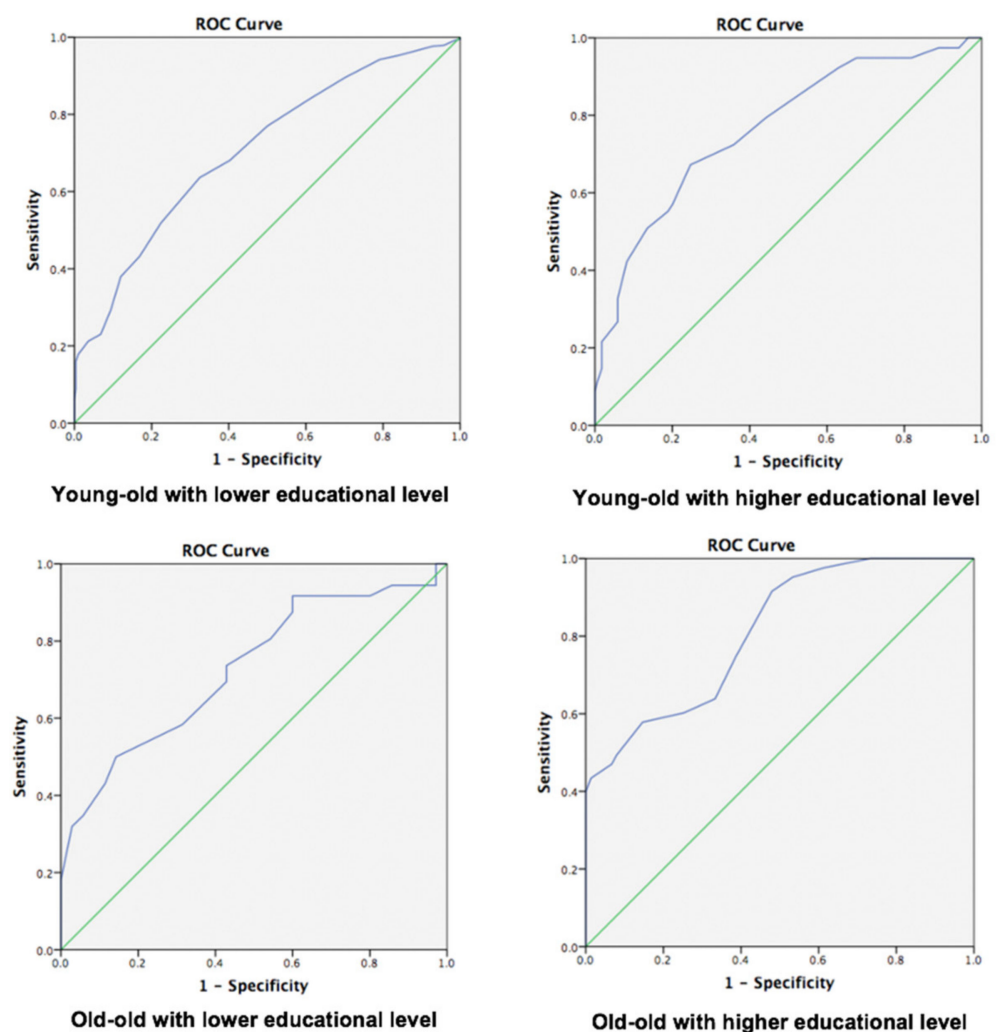 ROC Curve
1.0
0.8
0.6
0.4
0.2
0.0
Sensitivity
0.0 0.2 0.4 0.6 0.8 1.0
1 - Specificity
Young-old with lower educational level
ROC Curve
1.0
0.8
0.6
0.4
0.2
0.0
Sensitivity
0.0 0.2 0.4 0.6 0.8 1.0
1 - Specificity
Young-old with higher educational level
ROC Curve
1.0
0.8
0.6
0.4
0.2
0.0
Sensitivity
0.0 0.2 0.4 0.6 0.8 1.0
1 - Specificity
Old-old with lower educational level
ROC Curve
1.0
0.8
0.6
0.4
0.2
0.0
Sensitivity
0.0 0.2 0.4 0.6 0.8 1.0
1 - Specificity
Old-old with higher educational level